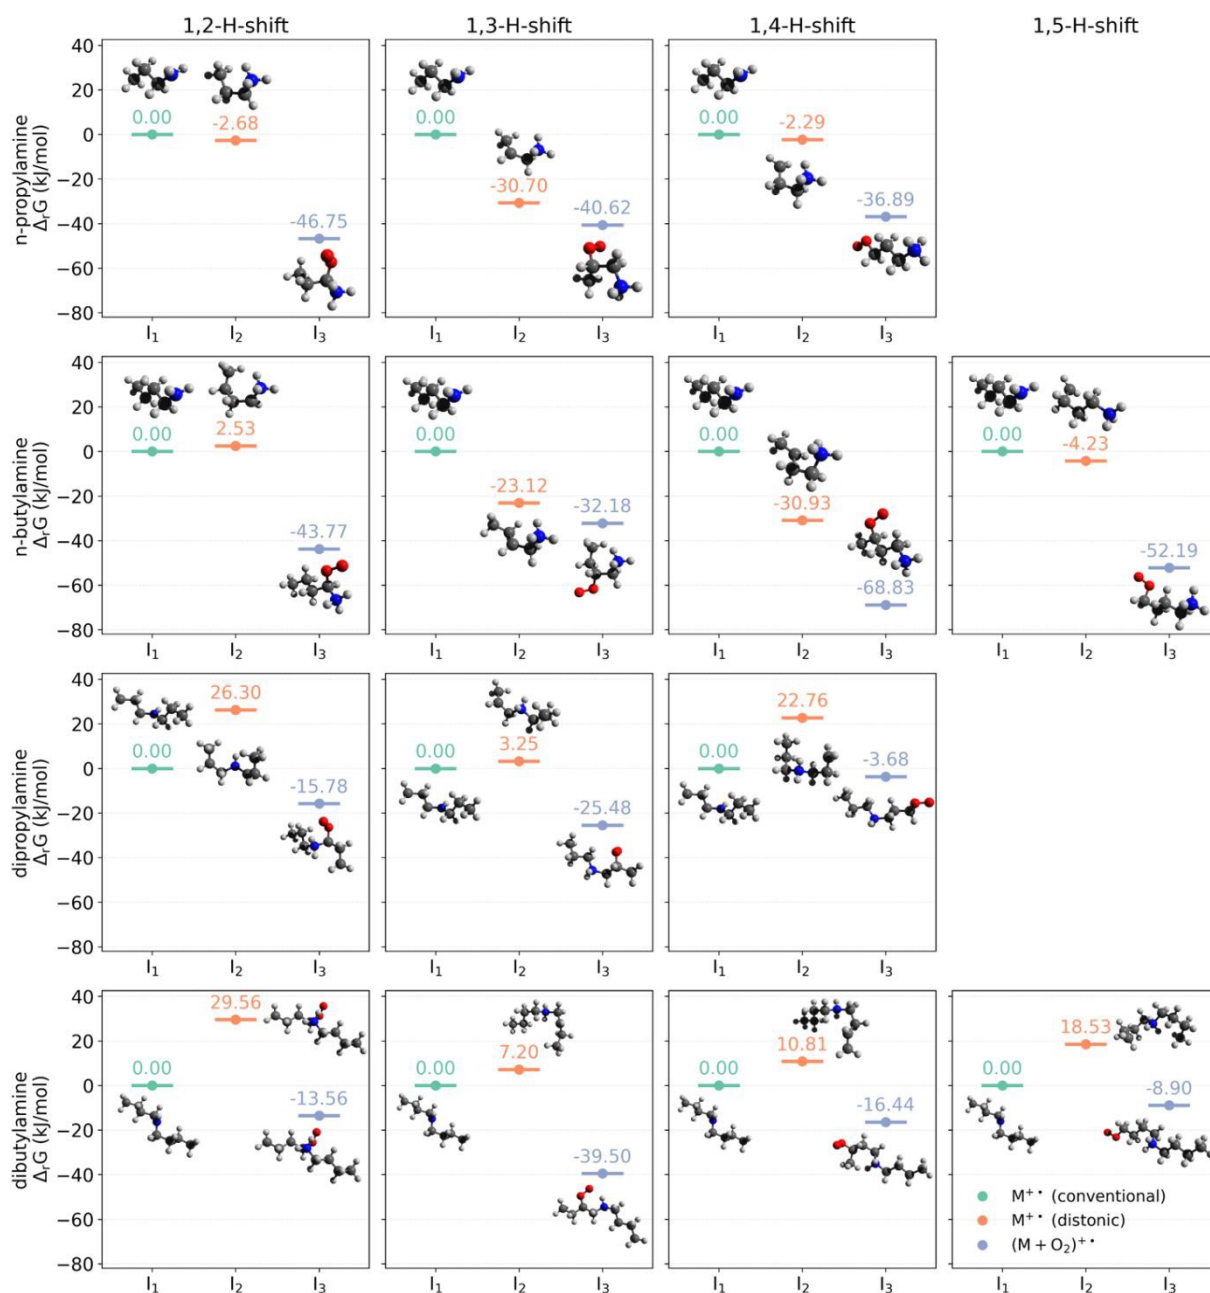 1,2-H-shift
1,3-H-shift
1,4-H-shift
1,5-H-shift
n-propylamine
ΔᵣG (kJ/mol)
40
20
0
−20
−40
−60
−80
0.00
-2.68
-46.75
I₁
I₂
I₃
0.00
-30.70
-40.62
I₁
I₂
I₃
0.00
-2.29
-36.89
I₁
I₂
I₃
n-butylamine
ΔᵣG (kJ/mol)
40
20
0
−20
−40
−60
−80
0.00
2.53
-43.77
I₁
I₂
I₃
0.00
-23.12
-32.18
I₁
I₂
I₃
0.00
-30.93
-68.83
I₁
I₂
I₃
0.00
-4.23
-52.19
I₁
I₂
I₃
dipropylamine
ΔᵣG (kJ/mol)
40
20
0
−20
−40
−60
−80
0.00
26.30
-15.78
I₁
I₂
I₃
0.00
3.25
-25.48
I₁
I₂
I₃
0.00
22.76
-3.68
I₁
I₂
I₃
dibutylamine
ΔᵣG (kJ/mol)
40
20
0
−20
−40
−60
−80
0.00
29.56
-13.56
I₁
I₂
I₃
0.00
7.20
-39.50
I₁
I₂
I₃
0.00
10.81
-16.44
I₁
I₂
I₃
0.00
18.53
-8.90
M⁺• (conventional)
M⁺• (distonic)
(M + O₂)⁺•
I₁
I₂
I₃